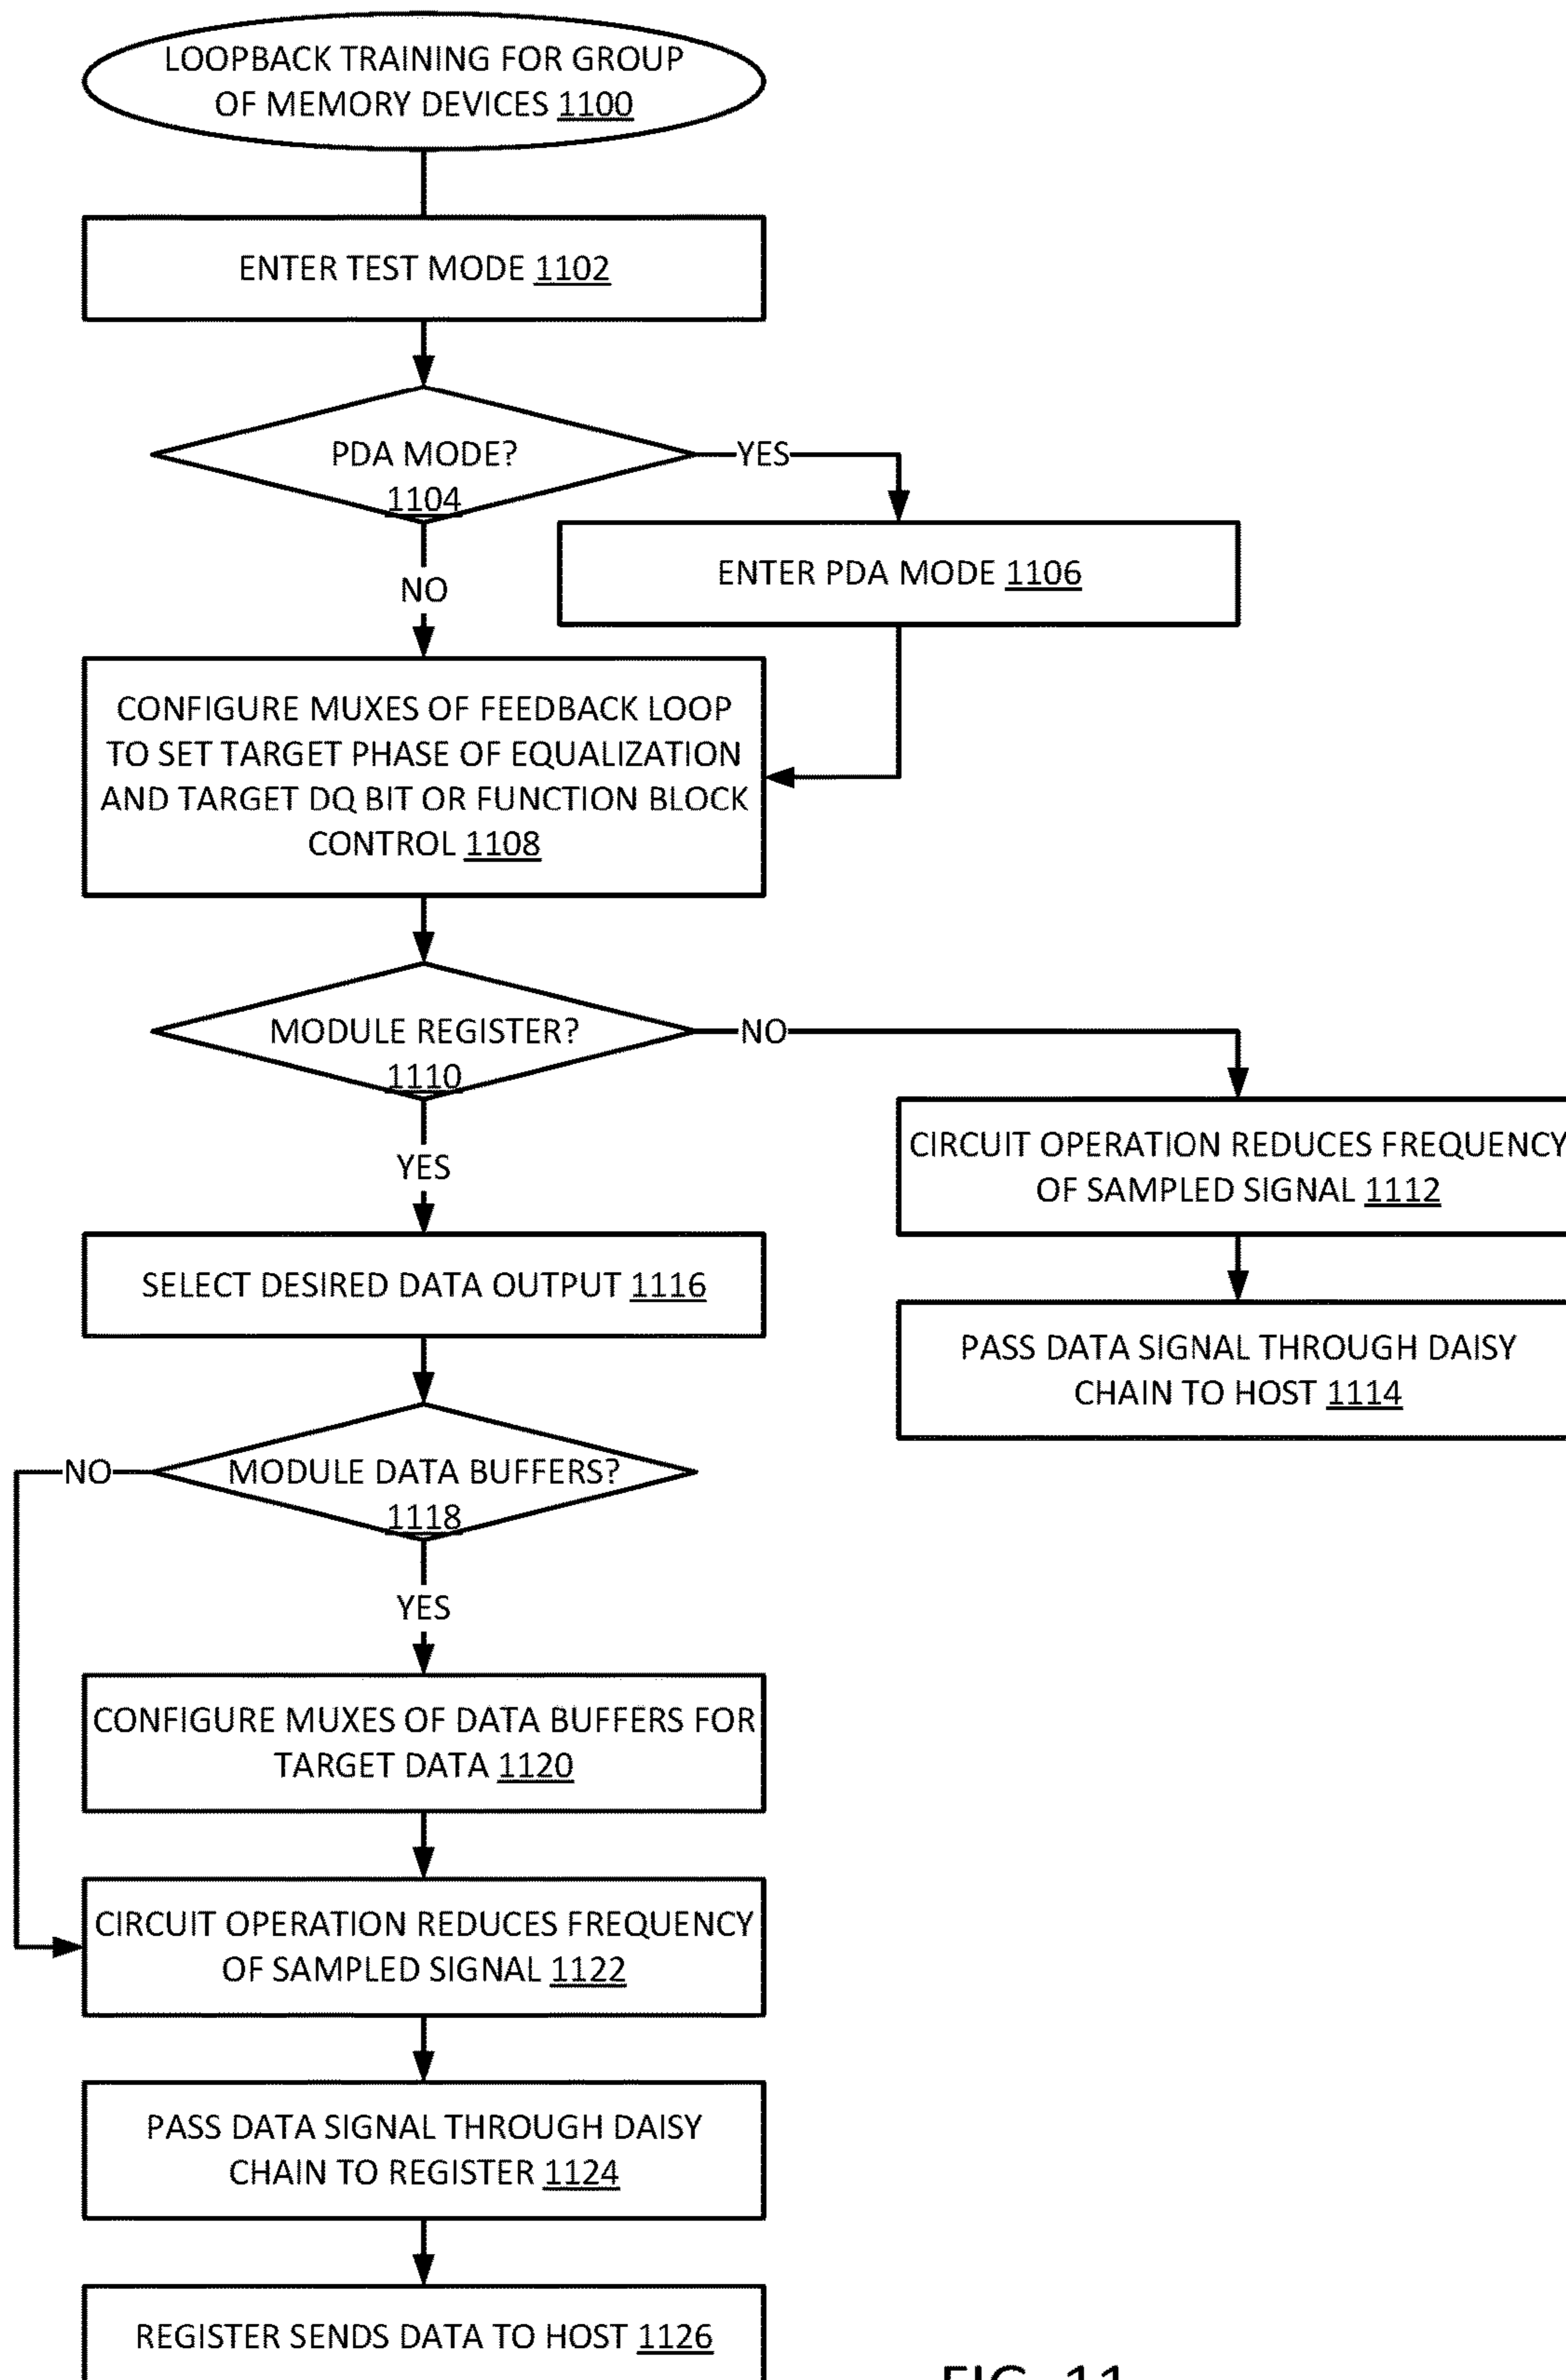 LOOPBACK TRAINING FOR GROUP
OF MEMORY DEVICES 1100
ENTER TEST MODE 1102
PDA MODE?
1104
YES
NO
ENTER PDA MODE 1106
CONFIGURE MUXES OF FEEDBACK LOOP
TO SET TARGET PHASE OF EQUALIZATION
AND TARGET DQ BIT OR FUNCTION BLOCK
CONTROL 1108
MODULE REGISTER?
1110
NO
YES
CIRCUIT OPERATION REDUCES FREQUENCY
OF SAMPLED SIGNAL 1112
PASS DATA SIGNAL THROUGH DAISY
CHAIN TO HOST 1114
SELECT DESIRED DATA OUTPUT 1116
MODULE DATA BUFFERS?
1118
NO
YES
CONFIGURE MUXES OF DATA BUFFERS FOR
TARGET DATA 1120
CIRCUIT OPERATION REDUCES FREQUENCY
OF SAMPLED SIGNAL 1122
PASS DATA SIGNAL THROUGH DAISY
CHAIN TO REGISTER 1124
REGISTER SENDS DATA TO HOST 1126
FIG. 11